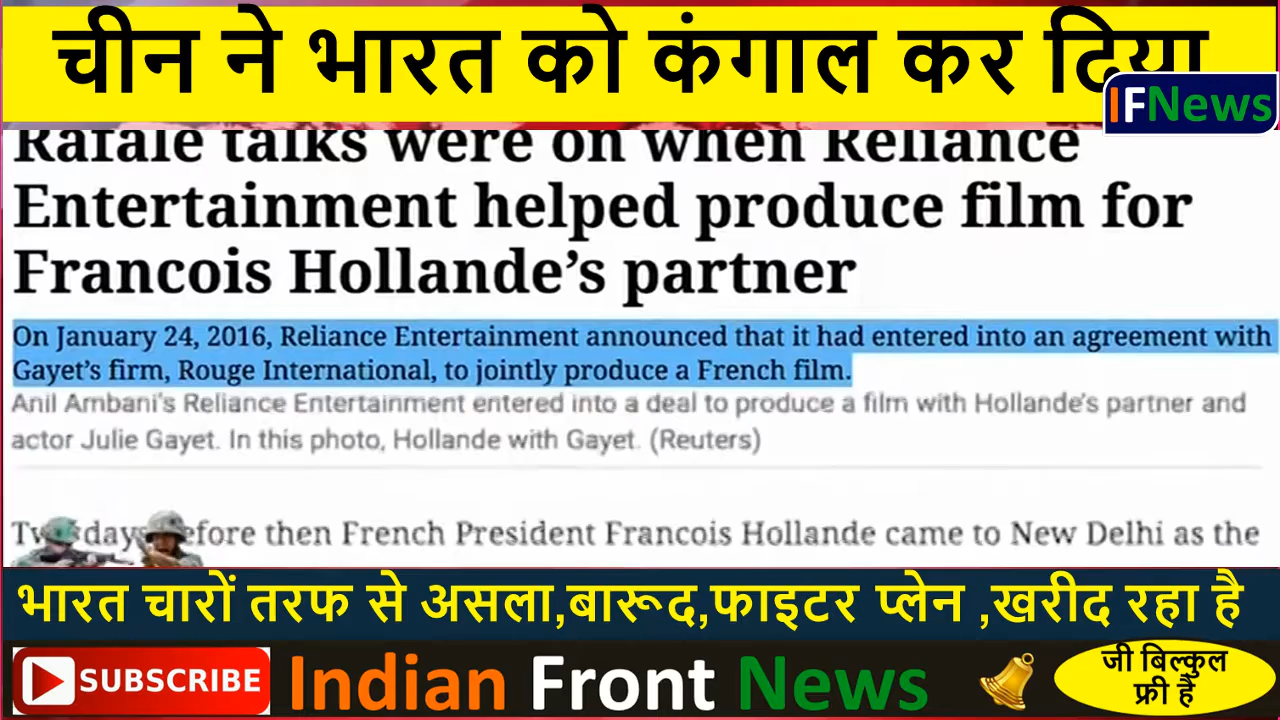 चीन ने भारत को कंगाल कर दिया
IFNews
Rafale talks were on when Reliance
Entertainment helped produce film for
Francois Hollande’s partner
On January 24, 2016, Reliance Entertainment announced that it had entered into an agreement with
Gayet’s firm, Rouge International, to jointly produce a French film.
Anil Ambani's Reliance Entertainment entered into a deal to produce a film with Hollande's partner and
actor Julie Gayet. In this photo, Hollande with Gayet. (Reuters)
then French President Francois Hollande came to New Delhi as the
भारत चारों तरफ से असला,बारूद,फाइटर प्लेन ,खरीद रहा है
SUBSCRIBE
Indian Front News
जी बिल्कुल
फ्री है